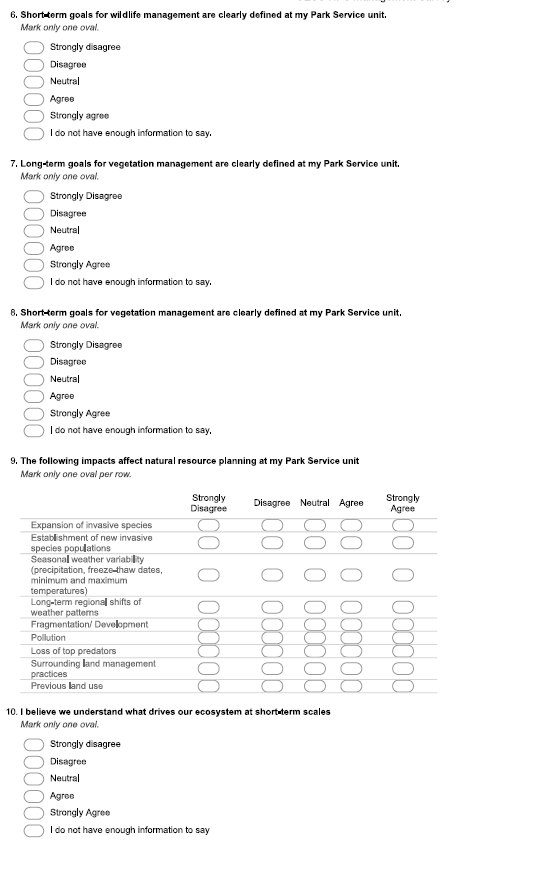 6. Short-term goals for wildlife management are clearly defined at my Park Service unit.
Mark only one oval.
Strongly disagree
Disagree
Neutral
Agree
Strongly agree
I do not have enough information to say.
7. Long-term goals for vegetation management are clearly defined at my Park Service unit.
Mark only one oval.
Strongly Disagree
Disagree
Neutral
Agree
Strongly Agree
I do not have enough information to say.
8. Short-term goals for vegetation management are clearly defined at my Park Service unit.
Mark only one oval.
Strongly Disagree
Disagree
Neutral
Agree
Strongly Agree
I do not have enough information to say.
9. The following impacts affect natural resource planning at my Park Service unit
Mark only one oval per row.
Strongly Disagree Disagree Neutral Agree Strongly Agree
Expansion of invasive species
Establishment of new invasive
species populations
Seasonal weather variability
(precipitation, freeze-thaw dates,
minimum and maximum
temperatures)
Long-term regional shifts of
weather patterns
Fragmentation/ Development
Pollution
Loss of top predators
Surrounding land management
practices
Previous land use
10. I believe we understand what drives our ecosystem at short-term scales
Mark only one oval.
Strongly disagree
Disagree
Neutral
Agree
Strongly Agree
I do not have enough information to say